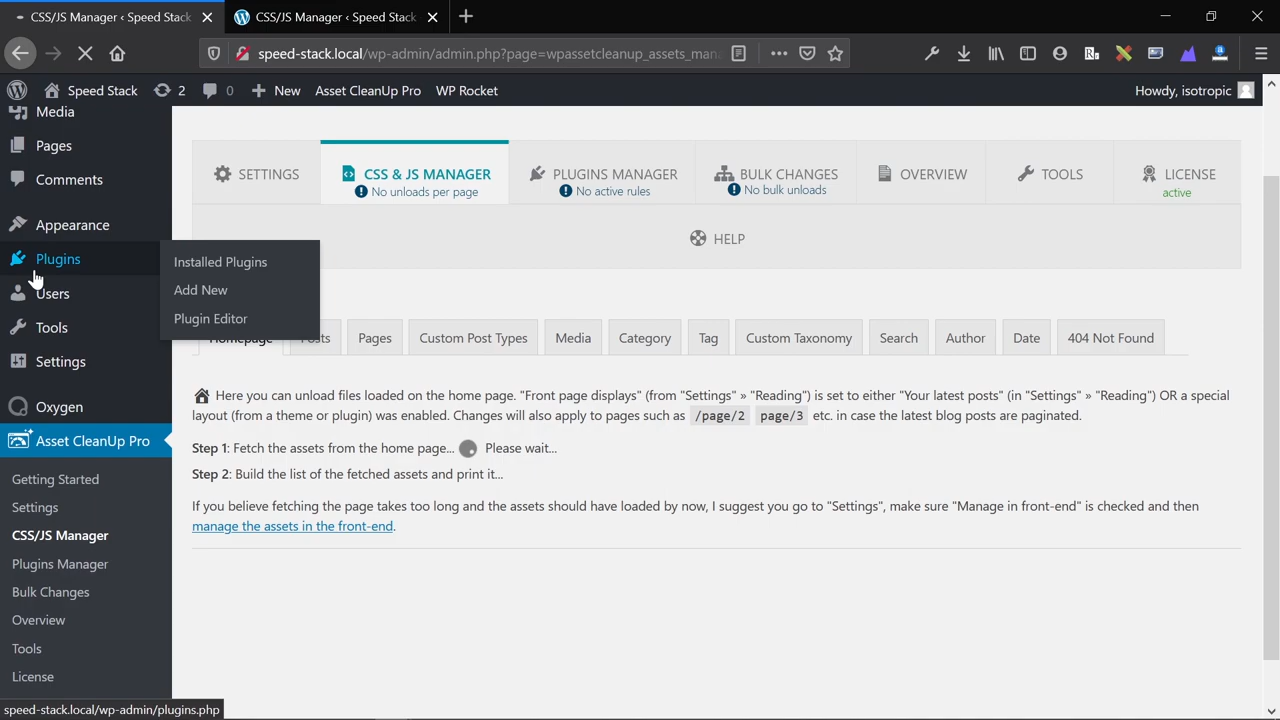 CSS/JS Manager ‹ Speed Stack
CSS/JS Manager ‹ Speed Stack
speed-stack.local/wp-admin/admin.php?page=wpassetcleanup_assets_man
Speed Stack 2 0 New Asset CleanUp Pro WP Rocket Howdy, isotropic
Media
Pages
Comments
Appearance
Plugins
Users
Tools
Settings
Oxygen
Asset CleanUp Pro
Getting Started
Settings
CSS/JS Manager
Plugins Manager
Bulk Changes
Overview
Tools
License
Installed Plugins
Add New
Plugin Editor
SETTINGS
CSS & JS MANAGER
No unloads per page
PLUGINS MANAGER
No active rules
BULK CHANGES
No bulk unloads
OVERVIEW
TOOLS
LICENSE
active
HELP
Homepage Posts Pages Custom Post Types Media Category Tag Custom Taxonomy Search Author Date 404 Not Found
Here you can unload files loaded on the home page. "Front page displays" (from "Settings" » "Reading") is set to either "Your latest posts" (in "Settings" » "Reading") OR a special
layout (from a theme or plugin) was enabled. Changes will also apply to pages such as /page/2 page/3 etc. in case the latest blog posts are paginated.
Step 1: Fetch the assets from the home page... Please wait...
Step 2: Build the list of the fetched assets and print it...
If you believe fetching the page takes too long and the assets should have loaded by now, I suggest you go to "Settings", make sure "Manage in front-end" is checked and then
manage the assets in the front-end.
speed-stack.local/wp-admin/plugins.php